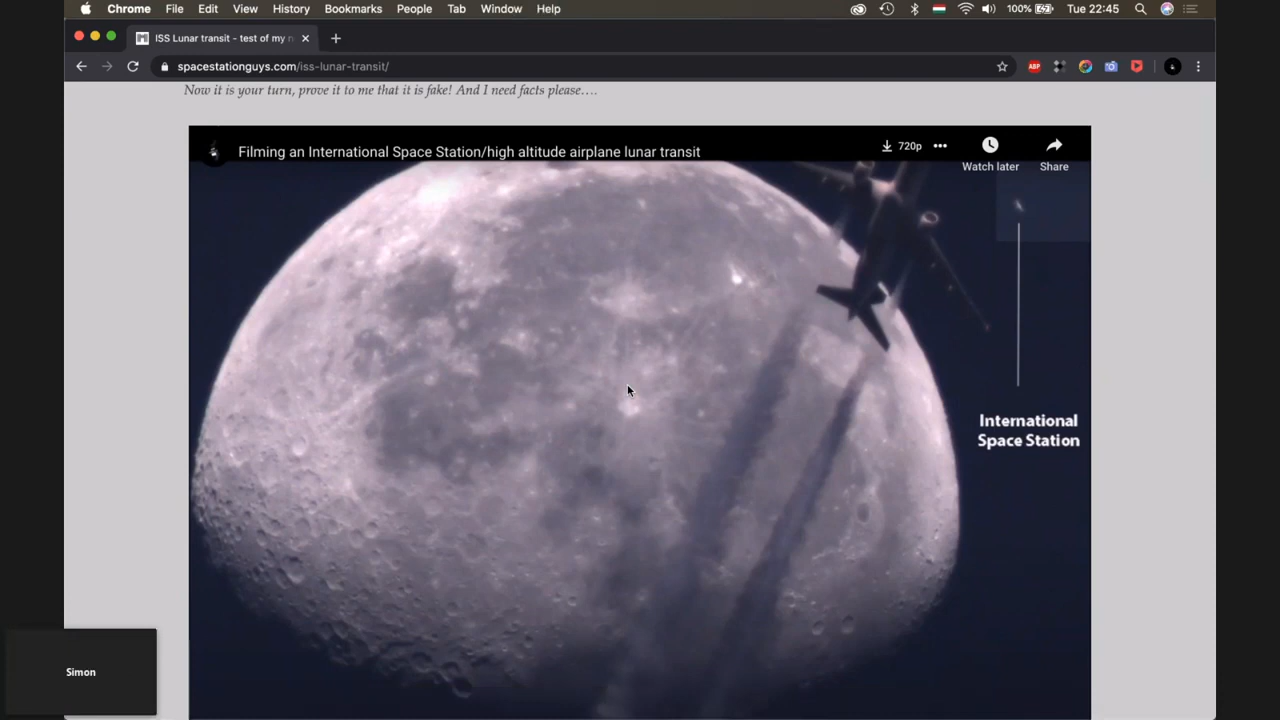 Chrome File Edit View History Bookmarks People Tab Window Help 100% Tue 22:45
ISS Lunar transit - test of my
spacestationguys.com/iss-lunar-transit/
ABP
Now it is your turn, prove it to me that it is fake! And I need facts please….
Filming an International Space Station/high altitude airplane lunar transit
720p
Watch later Share
International
Space Station
Simon